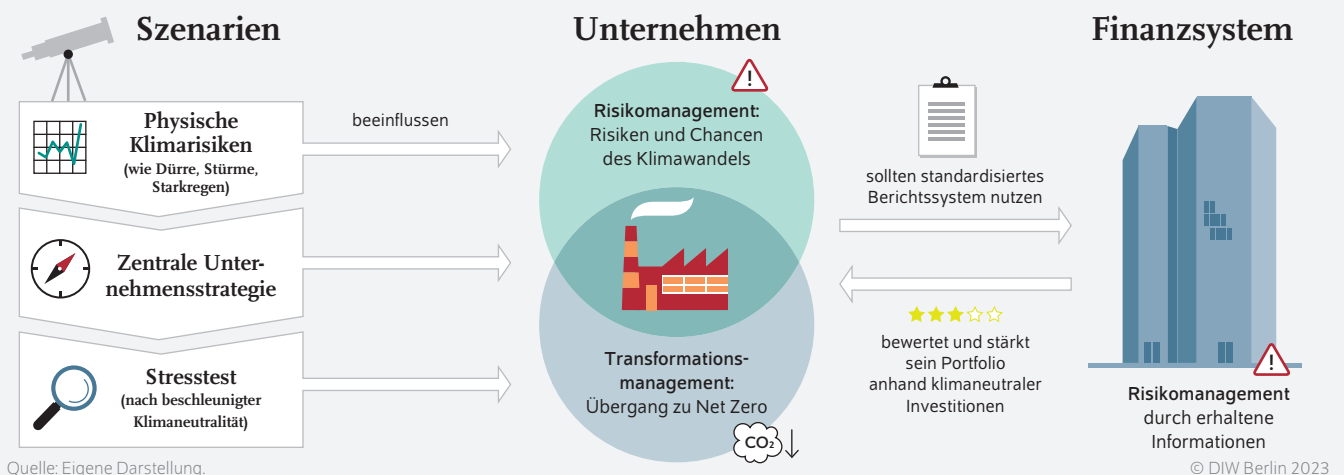 Szenarien
Physische
Klimarisiken
(wie Dürre, Stürme,
Starkregen)
Zentrale Unter-
nehmensstrategie
Stresstest
(nach beschleunigter
Klimaneutralität)
beeinflussen
Unternehmen
!
Risikomanagement:
Risiken und Chancen
des Klimawandels
Transformations-
management:
Übergang zu Net Zero
CO₂
sollten standardisiertes
Berichtssystem nutzen
bewertet und stärkt
sein Portfolio
anhand klimaneutraler
Investitionen
Finanzsystem
!
Risikomanagement
durch erhaltene
Informationen
Quelle: Eigene Darstellung.
© DIW Berlin 2023